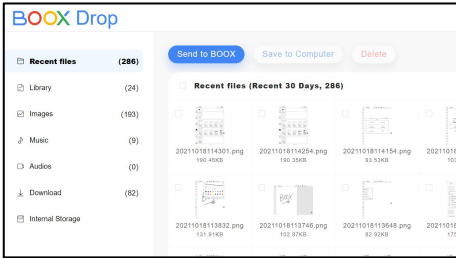 BOOX Drop
Send to BOOX Save to Computer Delete
Recent files (286)
Library (24)
Images (193)
Music (9)
Audios (0)
Download (82)
Internal Storage
Recent files (Recent 30 Days, 286)
20211018114301.png 20211018114254.png 20211018114154.png
190.46KB 190.35KB 93.53KB
20211018113832.png 20211018113746.png 20211018113648.png
131.91KB 102.87KB 82.92KB